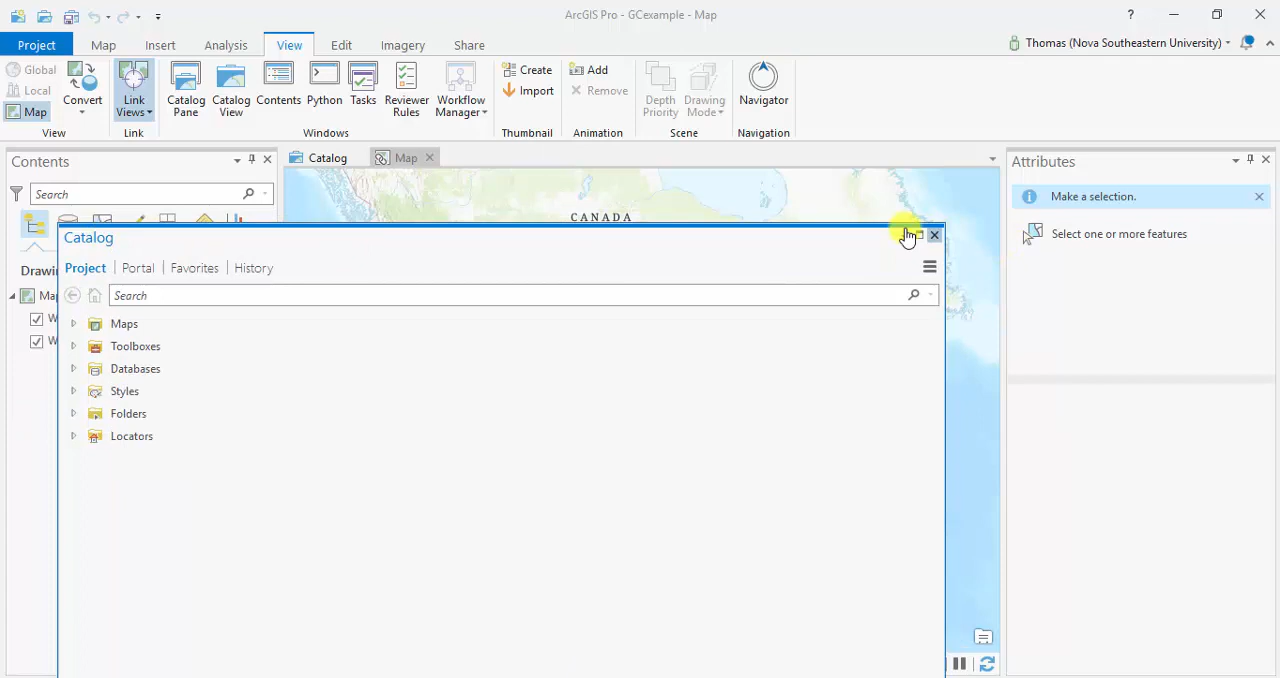 ArcGIS Pro - GCexample - Map
?
Project Map Insert Analysis View Edit Imagery Share
Thomas (Nova Southeastern University)
Global
Local
Map
Convert
Link Views
Catalog Pane
Catalog View
Contents
Python
Tasks
Reviewer Rules
Workflow Manager
Create
Import
Add
Remove
Depth Priority
Drawing Mode
Navigator
View Link Windows Thumbnail Animation Scene Navigation
Contents
Search
Catalog
Map
CANADA
Attributes
Make a selection.
Select one or more features
Catalog
Project Portal Favorites History
Search
Maps
Toolboxes
Databases
Styles
Folders
Locators